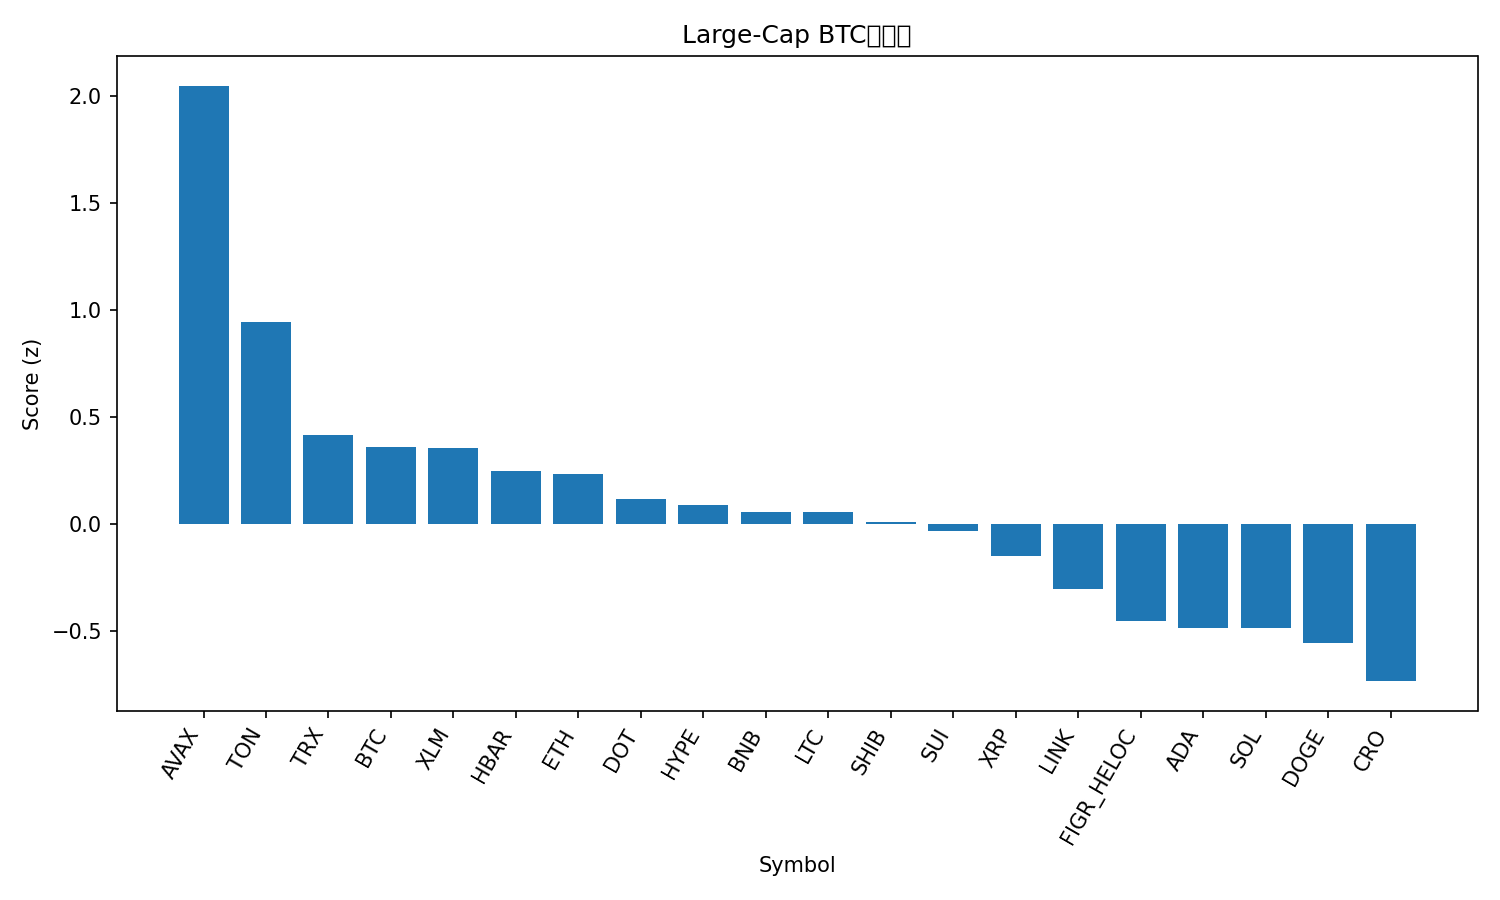 Large-Cap BTC
2.0
1.5
1.0
0.5
0.0
−0.5
Score (z)
AVAX
TON
TRX
BTC
XLM
HBAR
ETH
DOT
HYPE
BNB
LTC
SHIB
SUI
XRP
LINK
FIGR_HELOC
ADA
SOL
DOGE
CRO
Symbol